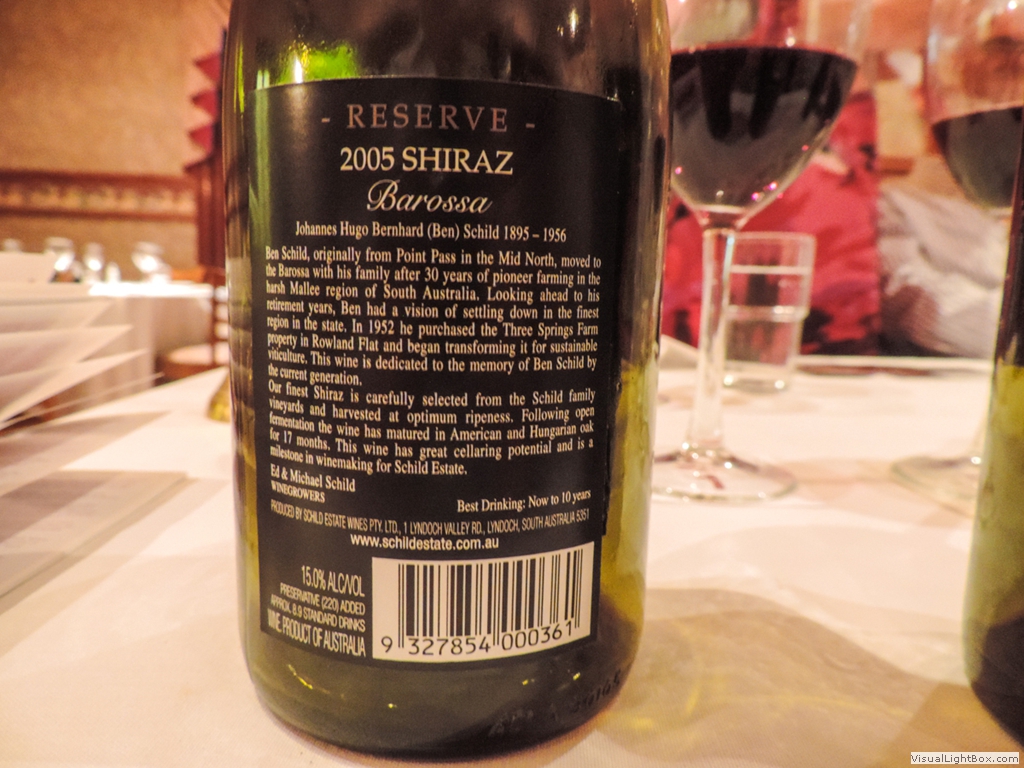 - RESERVE -
2005 SHIRAZ
Barossa
Johannes Hugo Bernhard (Ben) Schild 1895 – 1956
Ben Schild, originally from Point Pass in the Mid North, moved to
the Barossa with his family after 30 years of pioneer farming in the
harsh Mallee region of South Australia. Looking ahead to his
retirement years, Ben had a vision of settling down in the finest
region in the state. In 1952 he purchased the Three Springs Farm
property in Rowland Flat and began transforming it for sustainable
viticulture. This wine is dedicated to the memory of Ben Schild by
the current generation.
Our finest Shiraz is carefully selected from the Schild family
vineyards and harvested at optimum ripeness. Following open
fermentation the wine has matured in American and Hungarian oak
for 17 months. This wine has great cellaring potential and is a
milestone in winemaking for Schild Estate.
Ed & Michael Schild
WINEGROWERS
Best Drinking: Now to 10 years
PRODUCED BY SCHILD ESTATE WINES PTY. LTD., 1 LYNDOCH VALLEY RD., LYNDOCH, SOUTH AUSTRALIA 5351
www.schildestate.com.au
15.0% ALC/VOL
PRESERVATIVE (220) ADDED
APPROX. 8.9 STANDARD DRINKS
WINE PRODUCT OF AUSTRALIA
9 327854 000361
VisualLightBox.com